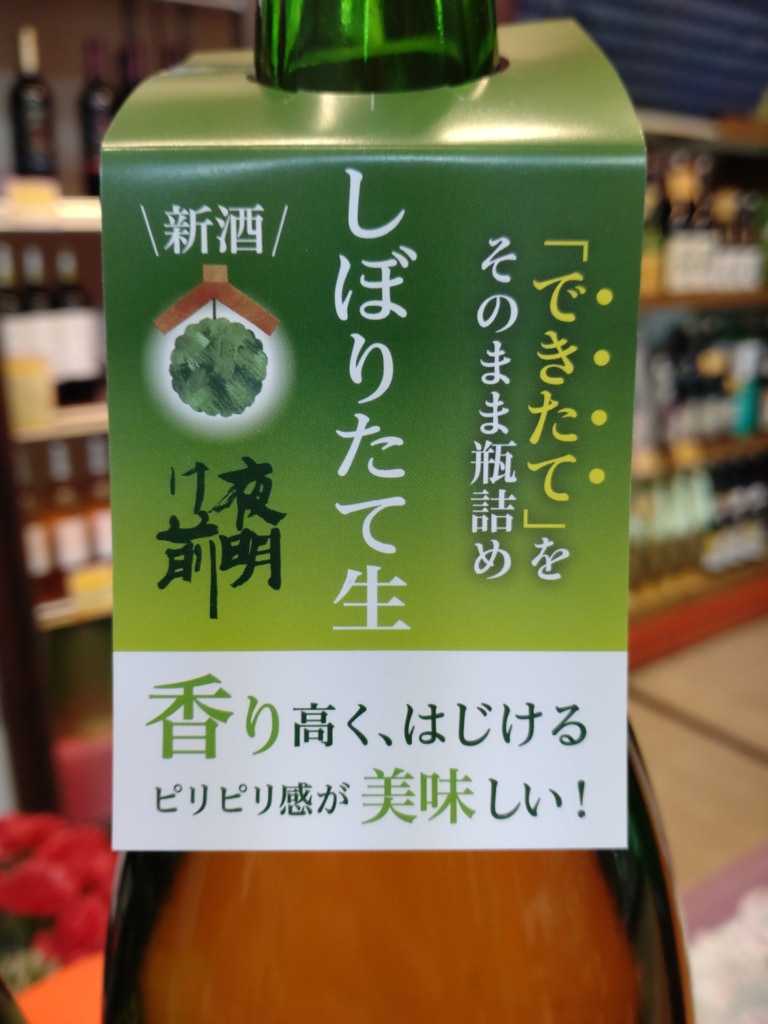 「できたて」を
そのまま瓶詰め
しぼりたて生
\新酒/
夜明
け前
香り高く、はじける
ピリピリ感が美味しい！